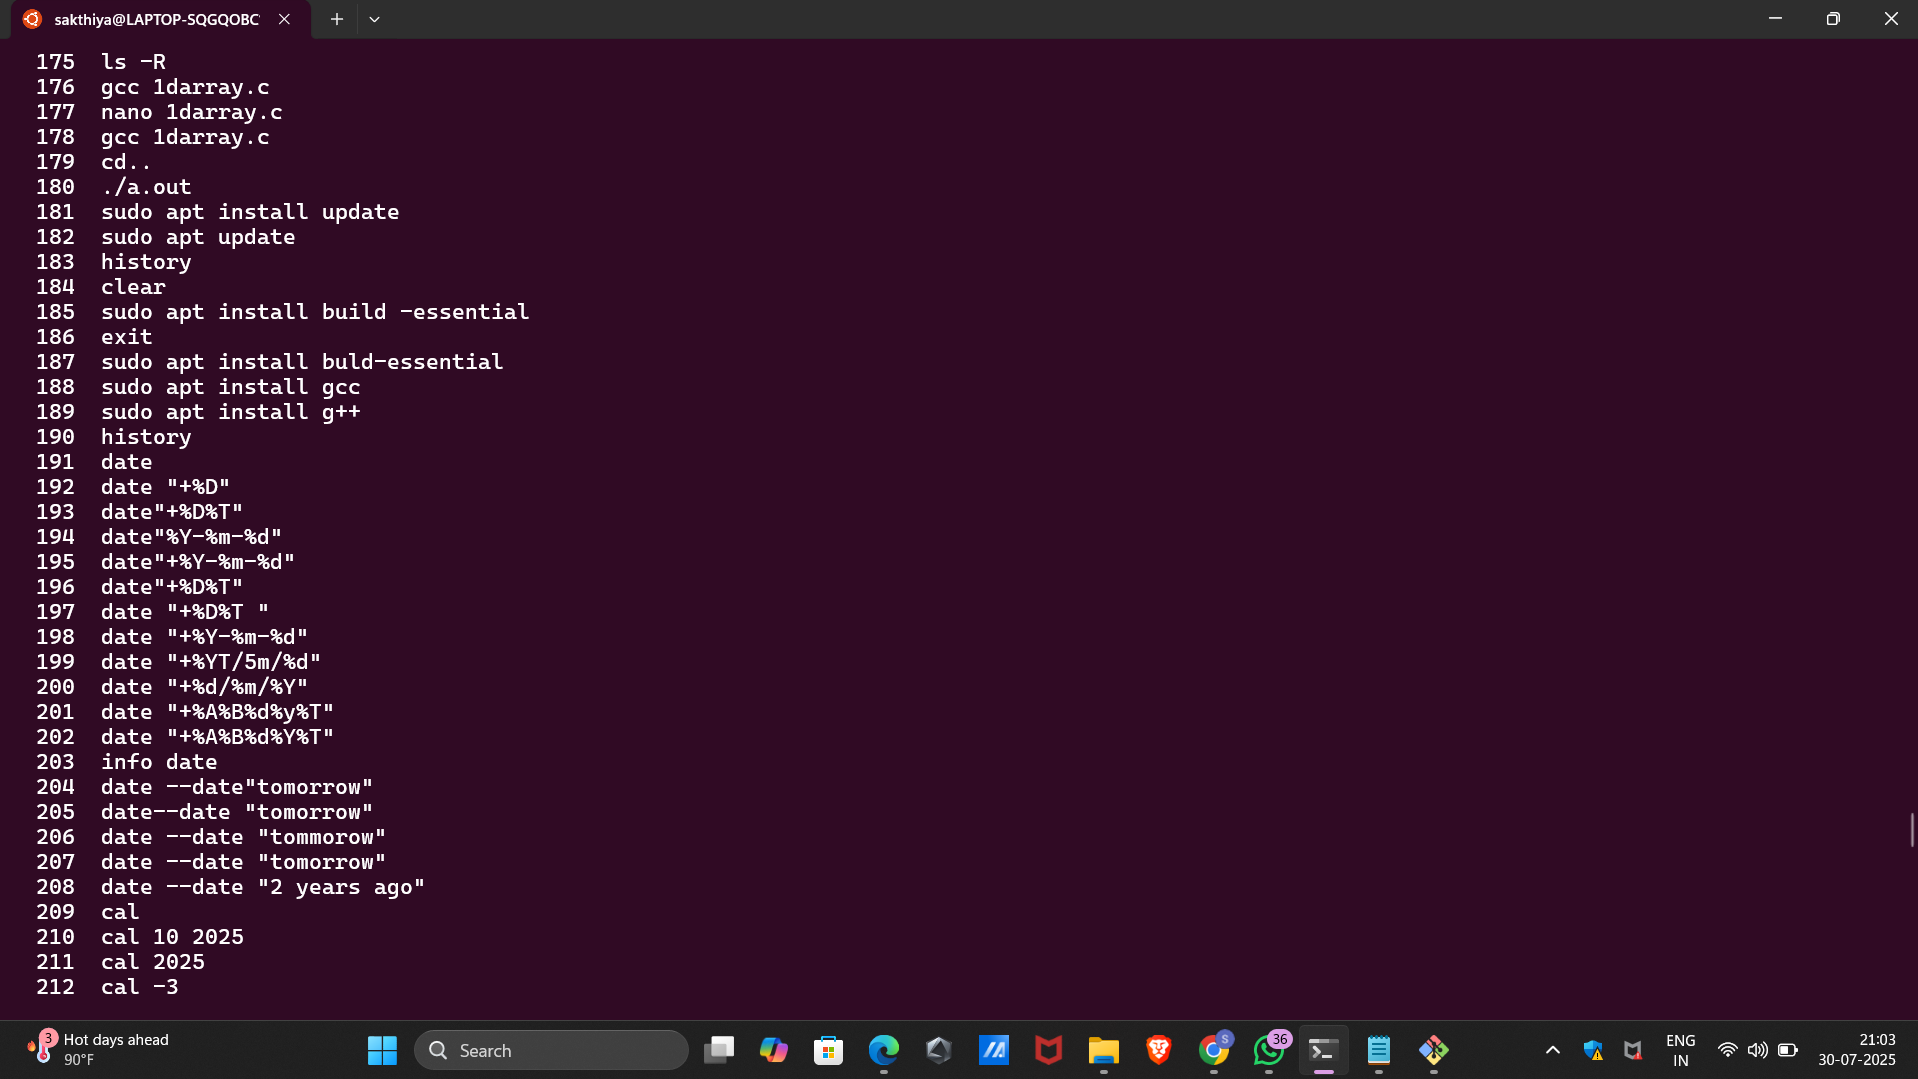 sakthiya@LAPTOP-SQGQOBC
175 ls -R
176 gcc 1darray.c
177 nano 1darray.c
178 gcc 1darray.c
179 cd..
180 ./a.out
181 sudo apt install update
182 sudo apt update
183 history
184 clear
185 sudo apt install build -essential
186 exit
187 sudo apt install buld-essential
188 sudo apt install gcc
189 sudo apt install g++
190 history
191 date
192 date "+%D"
193 date"+%D%T"
194 date"%Y-%m-%d"
195 date"+%Y-%m-%d"
196 date"+%D%T"
197 date "+%D%T "
198 date "+%Y-%m-%d"
199 date "+%YT/5m/%d"
200 date "+%d/%m/%Y"
201 date "+%A%B%d%y%T"
202 date "+%A%B%d%Y%T"
203 info date
204 date --date"tomorrow"
205 date--date "tomorrow"
206 date --date "tommorow"
207 date --date "tomorrow"
208 date --date "2 years ago"
209 cal
210 cal 10 2025
211 cal 2025
212 cal -3
3
Hot days ahead
90°F
Search
S
36
ENG
IN
21:03
30-07-2025